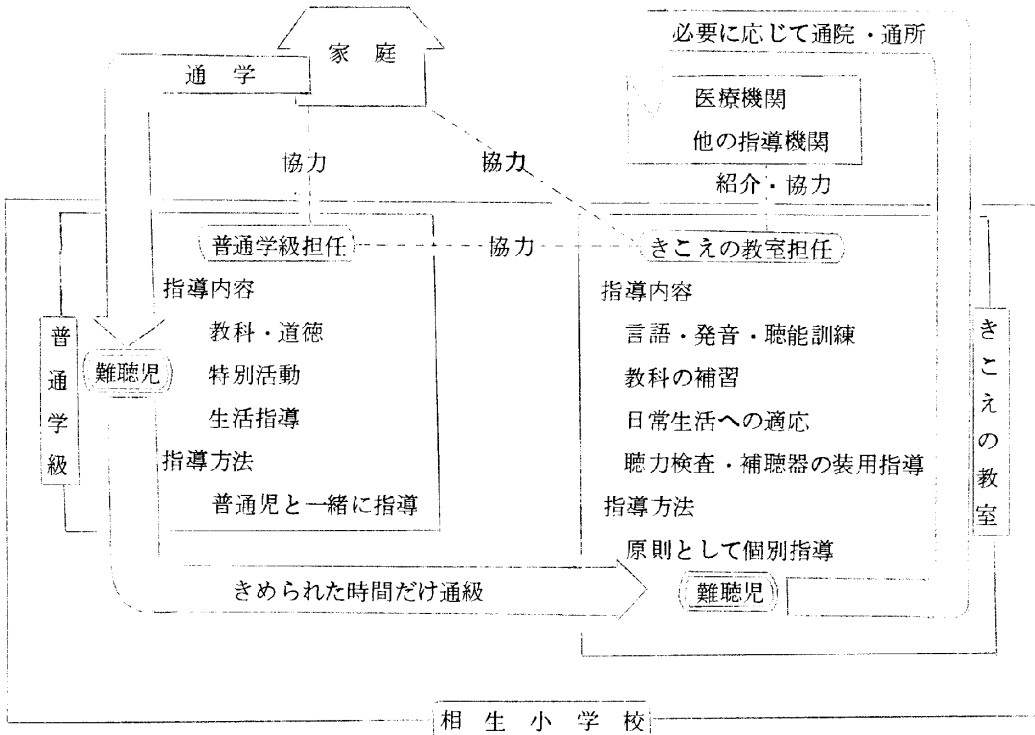 家庭
通学
必要に応じて通院・通所
医療機関
他の指導機関
協力
協力
紹介・協力
普通学級担任
協力
きこえの教室担任
普通学級
難聴児
指導内容
教科・道徳
特別活動
生活指導
指導方法
普通児と一緒に指導
指導内容
言語・発音・聴能訓練
教科の補習
日常生活への適応
聴力検査・補聴器の装用指導
指導方法
原則として個別指導
きこえの教室
きめられた時間だけ通級
難聴児
相生小学校